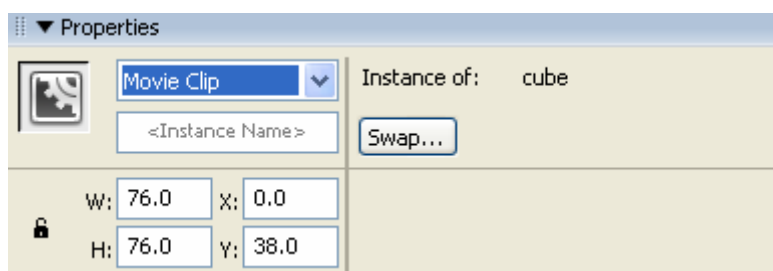 Properties
Movie Clip
Instance of: cube
<Instance Name>
Swap...
W: 76.0 X: 0.0
H: 76.0 Y: 38.0